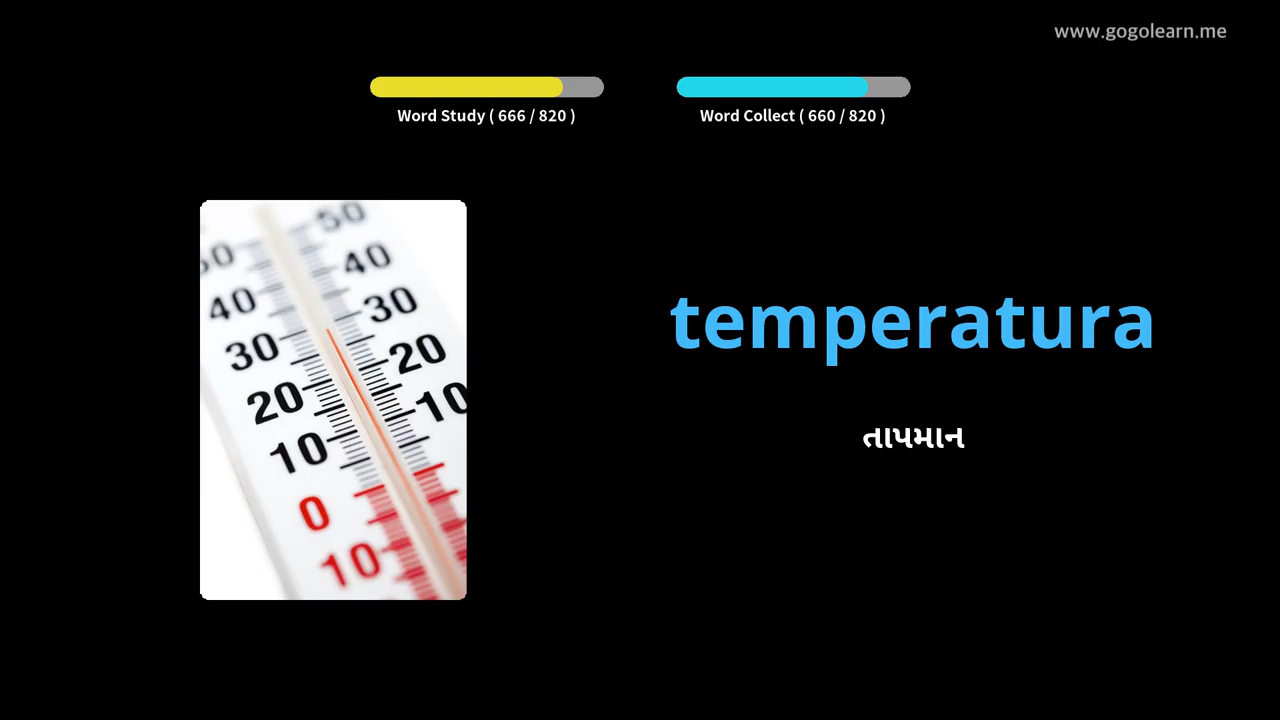 www.gogolearn.me
Word Study ( 666 / 820 )
Word Collect ( 660 / 820 )
50
50
40
40
30
30
20
20
10
10
0
10
temperatura
તાપમાન